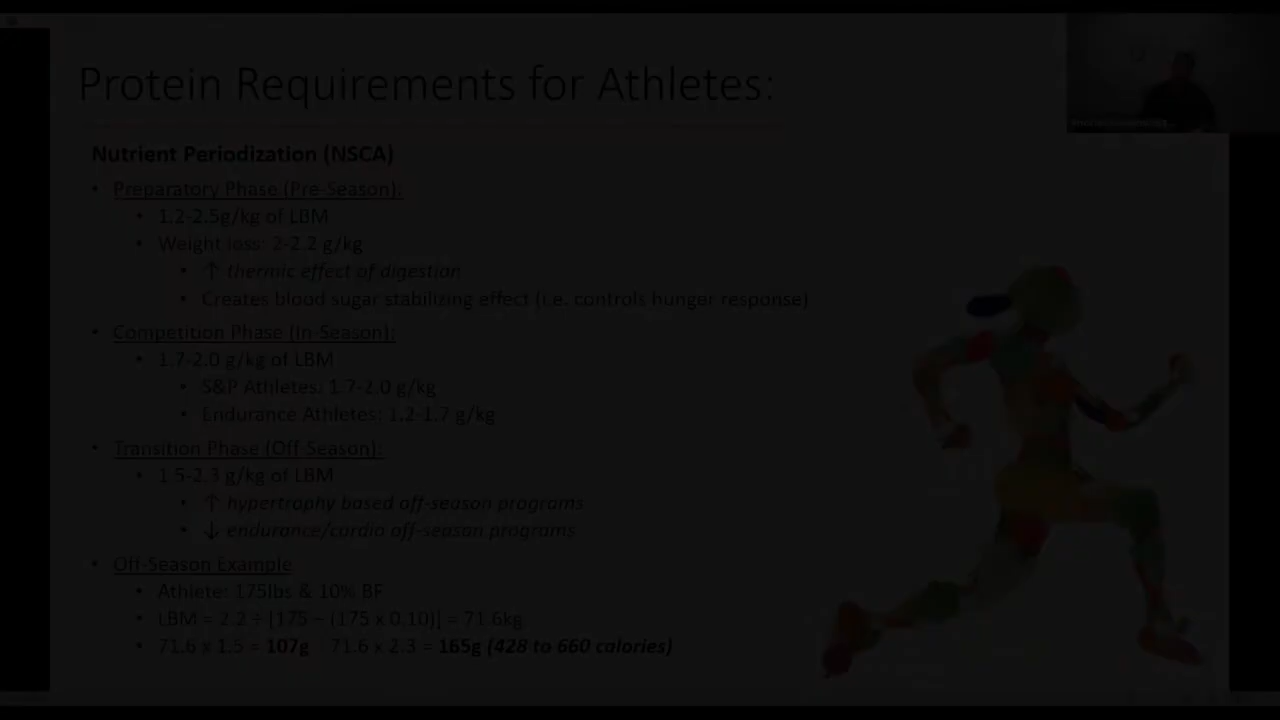 Protein Requirements for Athletes:
Nutrient Periodization (NSCA)
• Preparatory Phase (Pre-Season):
• 1.2-2.5g/kg of LBM
• Weight loss: 2-2.2 g/kg
• ↑ thermic effect of digestion
• Creates blood sugar stabilizing effect (i.e. controls hunger response)
• Competition Phase (In-Season):
• 1.7-2.0 g/kg of LBM
• S&P Athletes: 1.7-2.0 g/kg
• Endurance Athletes: 1.2-1.7 g/kg
• Transition Phase (Off-Season):
• 1.5-2.3 g/kg of LBM
• ↑ hypertrophy based off-season programs
• ↓ endurance/cardio off-season programs
• Off-Season Example
• Athlete: 175lbs & 10% BF
• LBM = 2.2 ÷ [175 – (175 x 0.10)] = 71.6kg
• 71.6 x 1.5 = 107g 71.6 x 2.3 = 165g (428 to 660 calories)